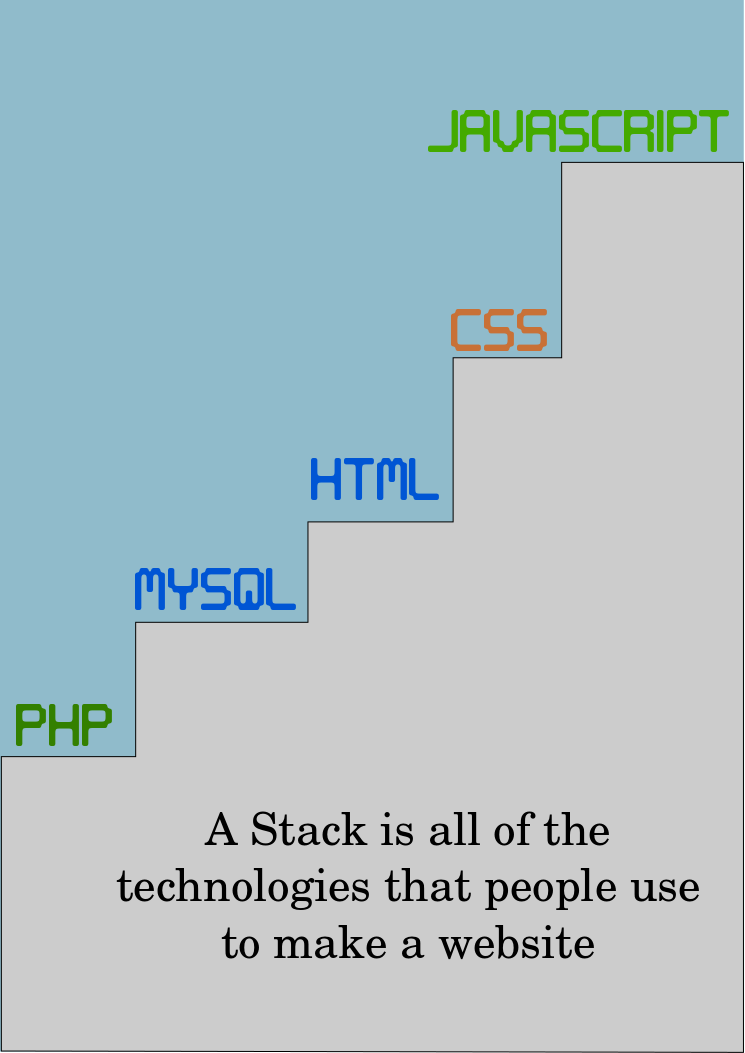 JAVASCRIPT
CSS
HTML
MYSQL
PHP
A Stack is all of the
technologies that people use
to make a website